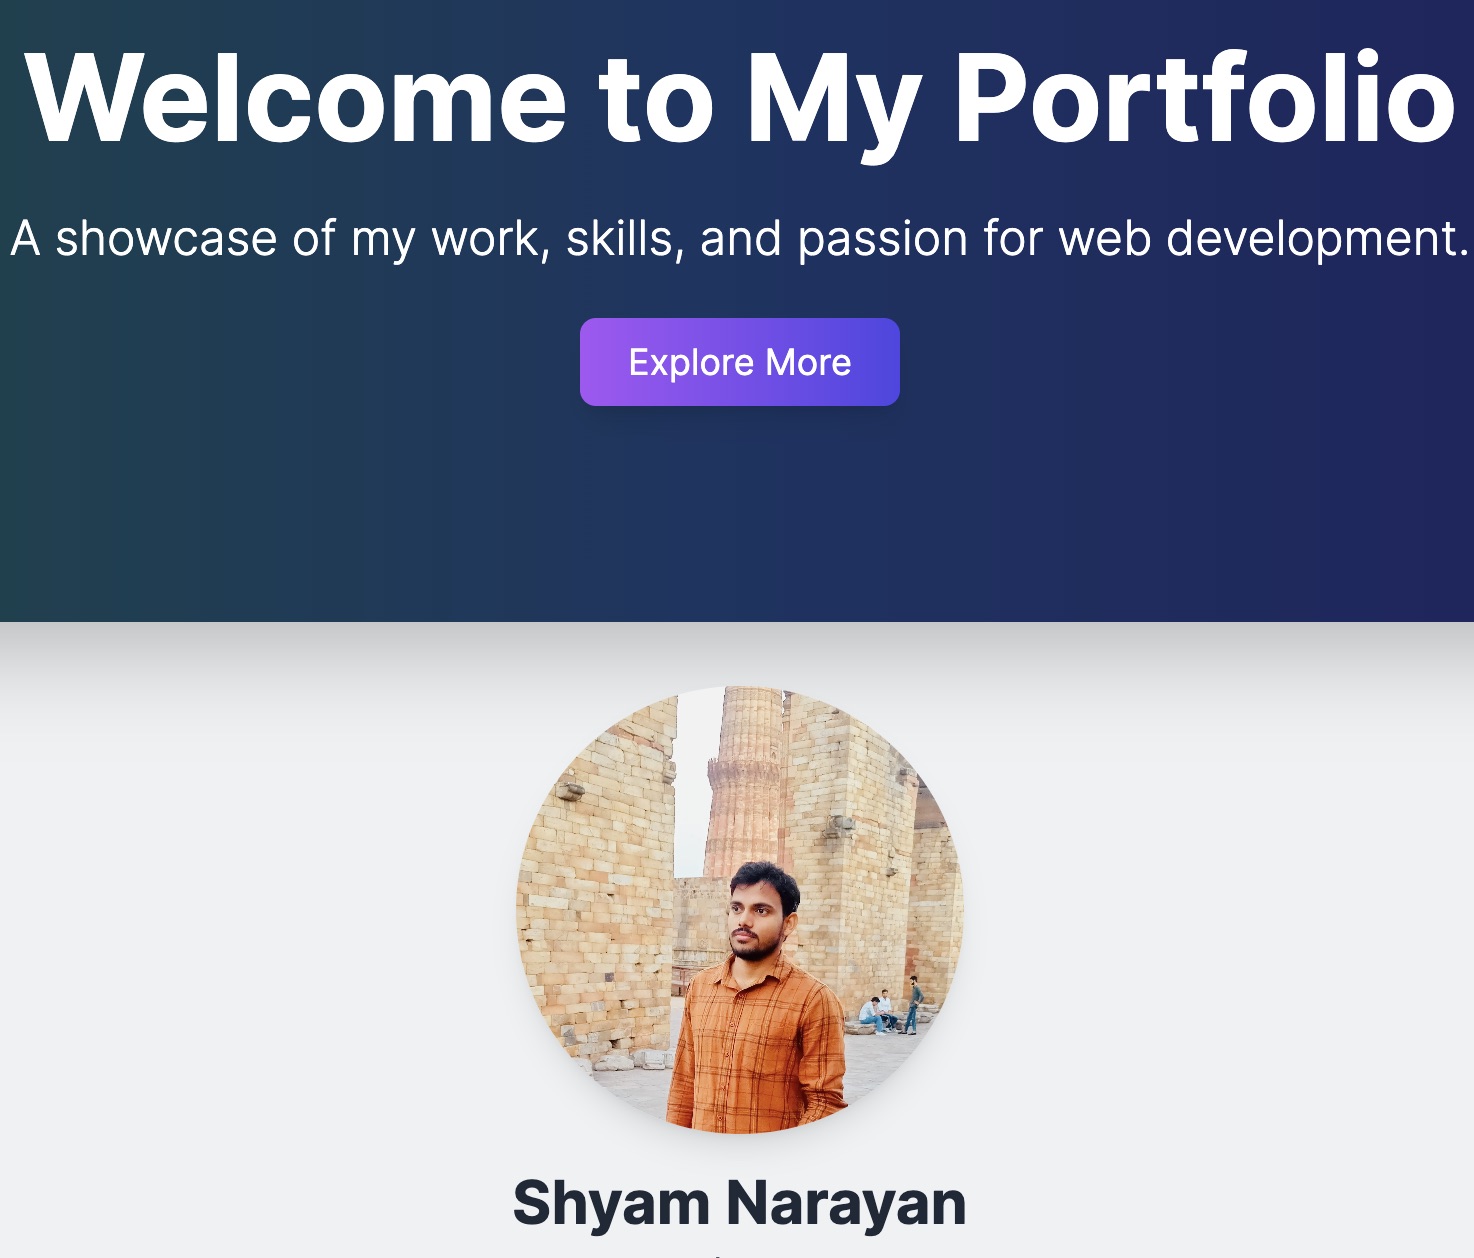 Welcome to My Portfolio
A showcase of my work, skills, and passion for web development.
Explore More
Shyam Narayan